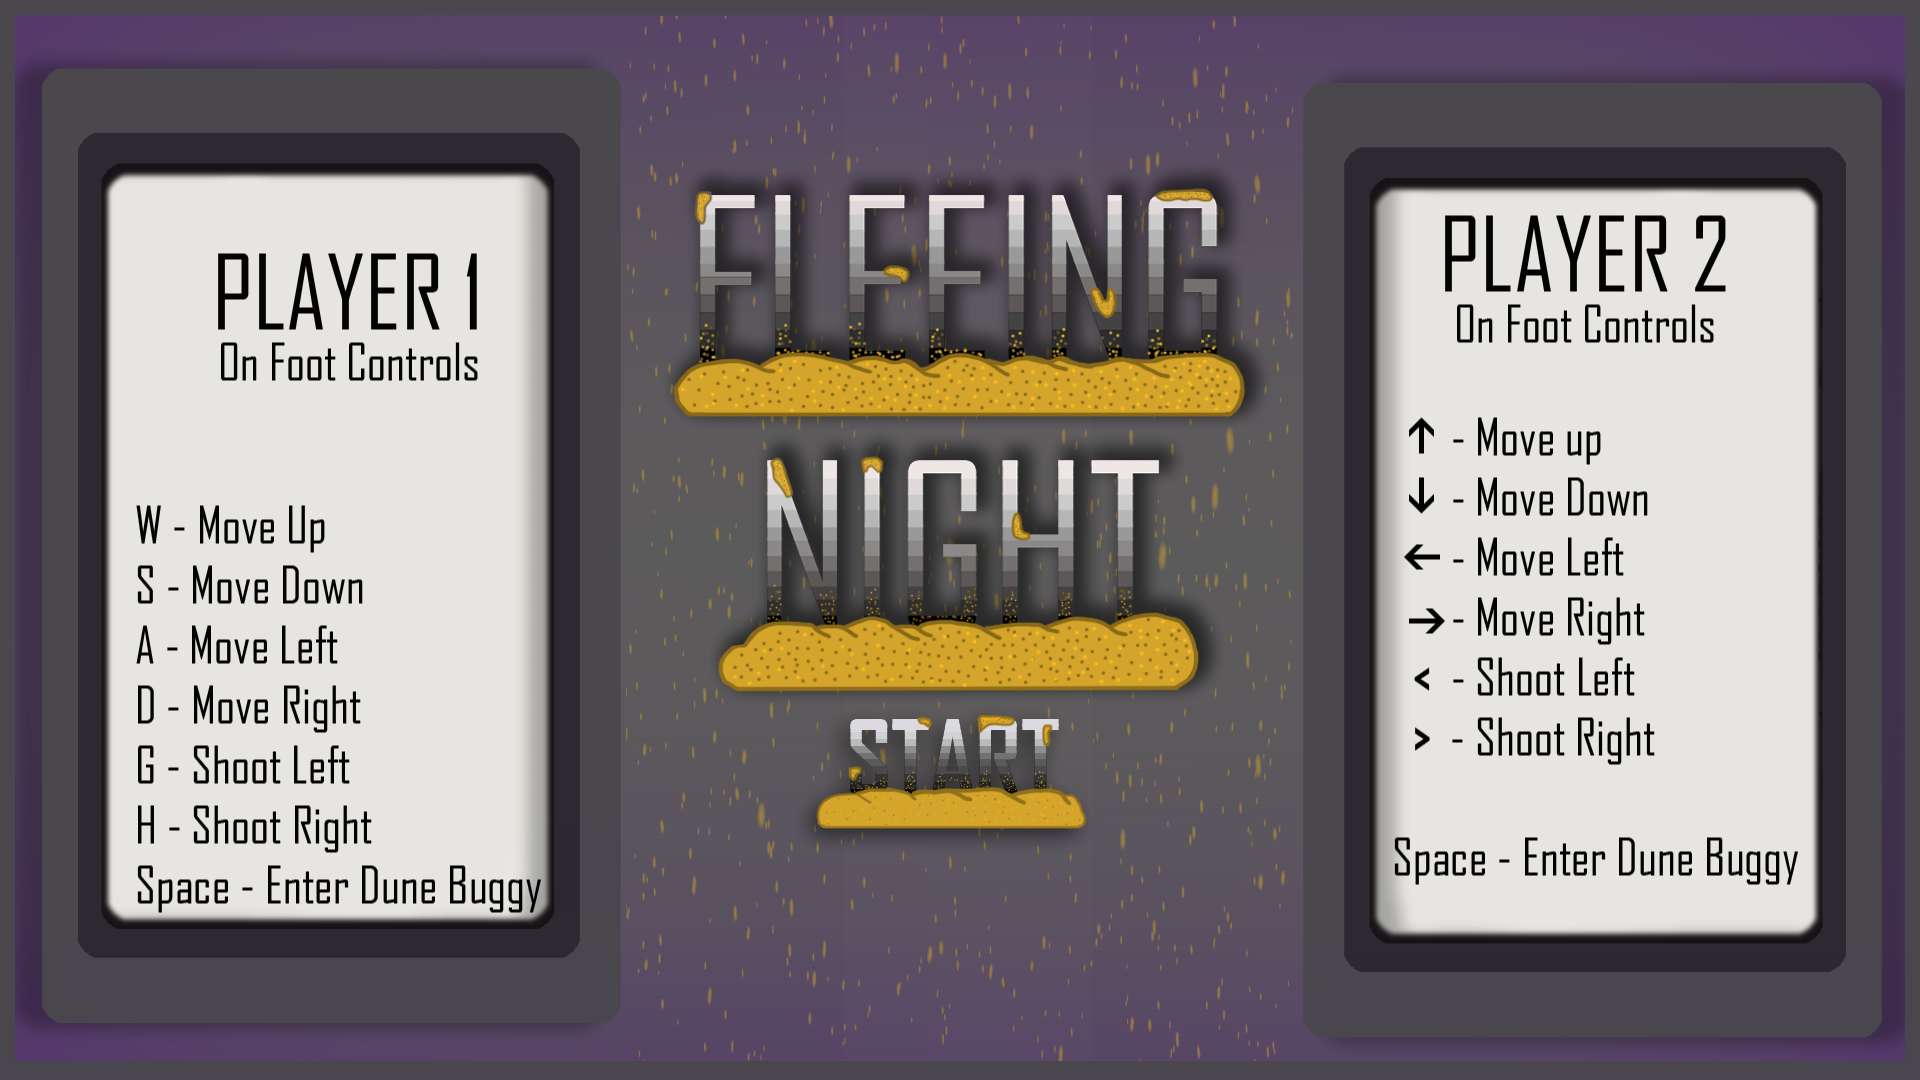 PLAYER 1
On Foot Controls
W - Move Up
S - Move Down
A - Move Left
D - Move Right
G - Shoot Left
H - Shoot Right
Space - Enter Dune Buggy
FLEEING
NIGHT
START
PLAYER 2
On Foot Controls
↑ - Move up
↓ - Move Down
← - Move Left
→ - Move Right
< - Shoot Left
> - Shoot Right
Space - Enter Dune Buggy